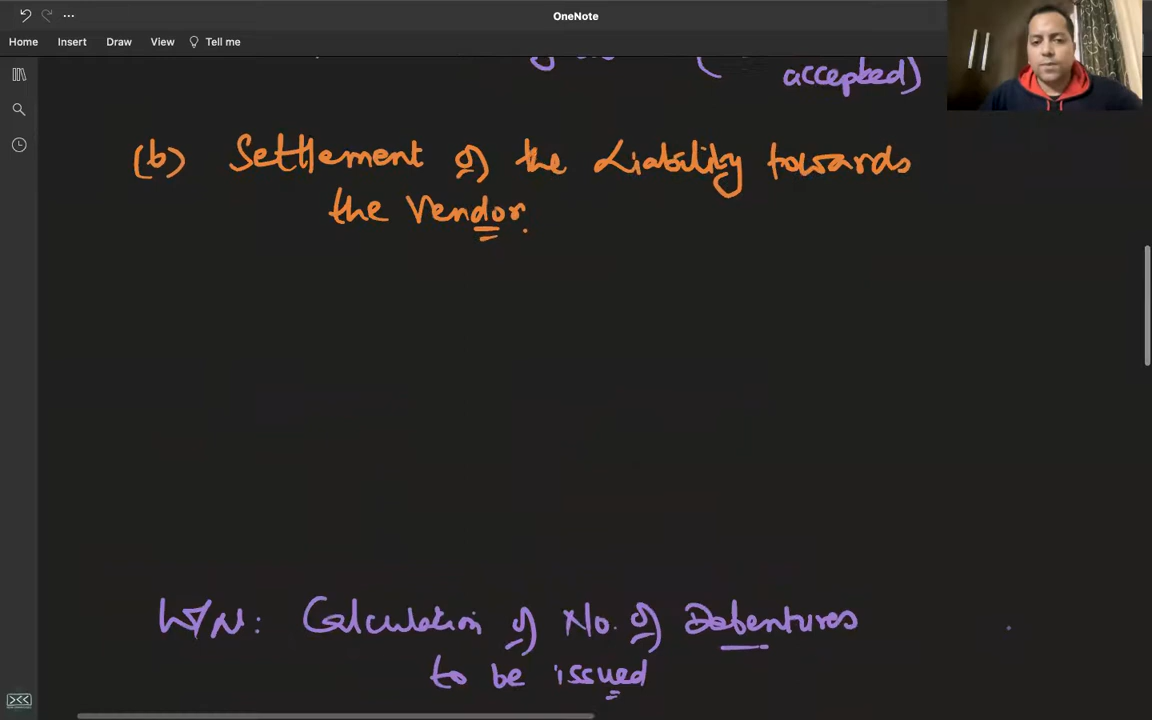 OneNote
Home Insert Draw View Tell me
accepted)
(b) Settlement of the Liability towards
the Vendor.
W/N: Calculation of No. of Debentures
to be issued